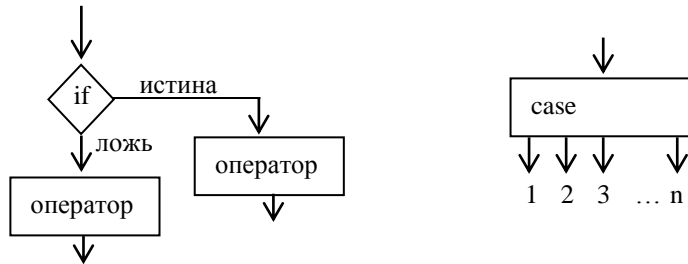 if
истина
ложь
оператор
оператор
case
1 2 3 … n